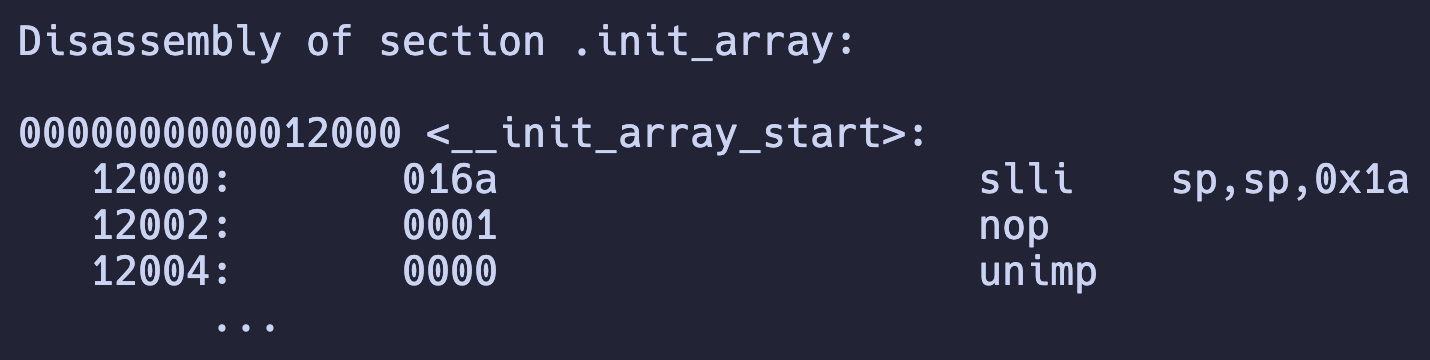 Disassembly of section .init_array:
0000000000012000 <__init_array_start>:
12000: 016a slli sp,sp,0x1a
12002: 0001 nop
12004: 0000 unimp
...